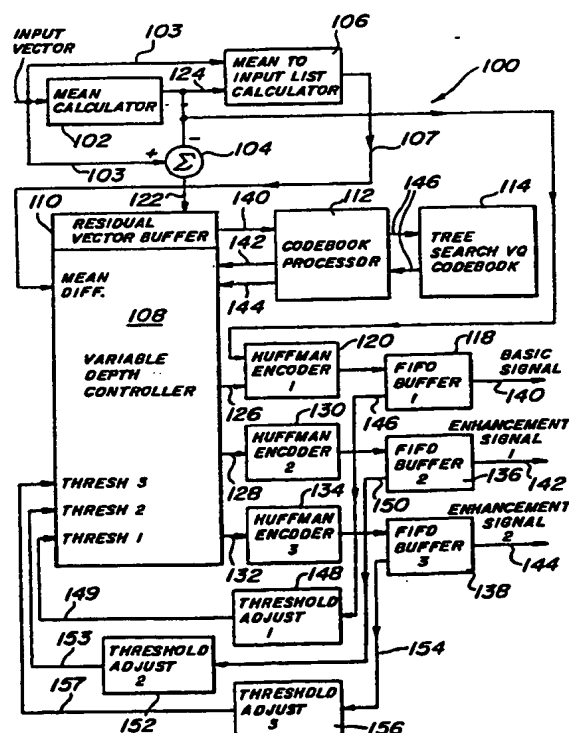 INPUT
VECTOR
103
106
MEAN
CALCULATOR
102
124
MEAN TO
INPUT LIST
CALCULATOR
100
-
+
Σ
104
103
107
122
110
RESIDUAL
VECTOR BUFFER
140
142
144
112
CODEBOOK
PROCESSOR
146
114
TREE
SEARCH VQ
CODEBOOK
MEAN
DIFF.
108
VARIABLE
DEPTH
CONTROLLER
120
HUFFMAN
ENCODER
1
126
118
FIFO
BUFFER
1
BASIC
SIGNAL
140
146
130
HUFFMAN
ENCODER
2
128
FIFO
BUFFER
2
136
150
ENHANCEMENT
SIGNAL
1
142
134
HUFFMAN
ENCODER
3
132
FIFO
BUFFER
3
138
ENHANCEMENT
SIGNAL
2
144
THRESH 3
THRESH 2
THRESH 1
148
149
THRESHOLD
ADJUST
1
153
THRESHOLD
ADJUST
2
152
154
157
THRESHOLD
ADJUST
3
156